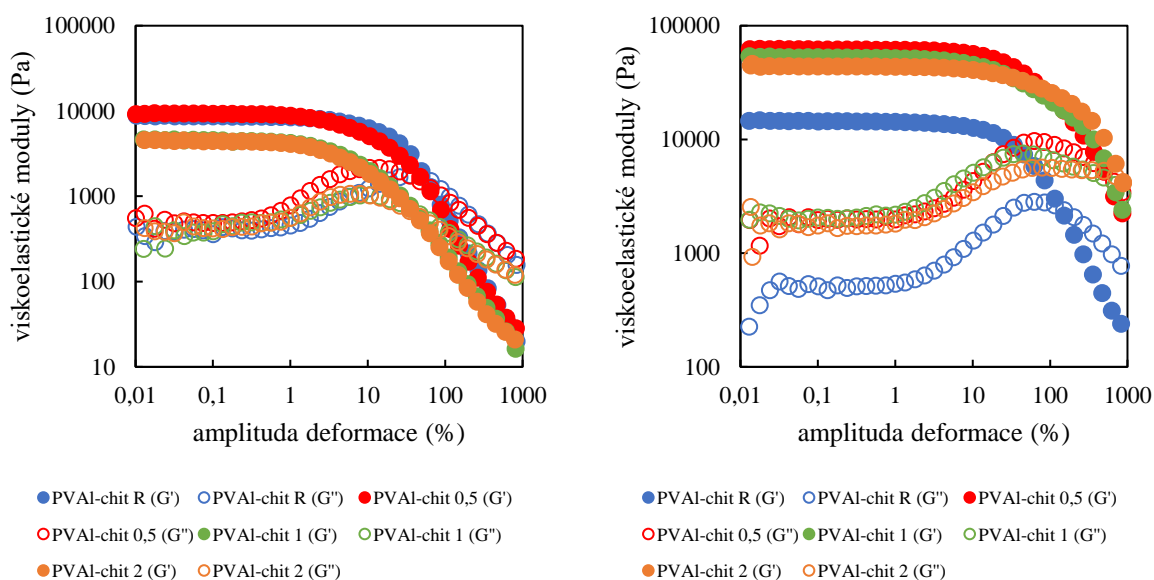 viskoelastické moduly (Pa)
100000
10000
1000
100
10
0,01 0,1 1 10 100 1000
amplituda deformace (%)
PVAl-chit R (G') PVAl-chit R (G'') PVAl-chit 0,5 (G')
PVAl-chit 0,5 (G'') PVAl-chit 1 (G') PVAl-chit 1 (G'')
PVAl-chit 2 (G') PVAl-chit 2 (G'')
viskoelastické moduly (Pa)
100000
10000
1000
100
0,01 0,1 1 10 100 1000
amplituda deformace (%)
PVAl-chit R (G') PVAl-chit R (G'') PVAl-chit 0,5 (G')
PVAl-chit 0,5 (G'') PVAl-chit 1 (G') PVAl-chit 1 (G'')
PVAl-chit 2 (G') PVAl-chit 2 (G'')